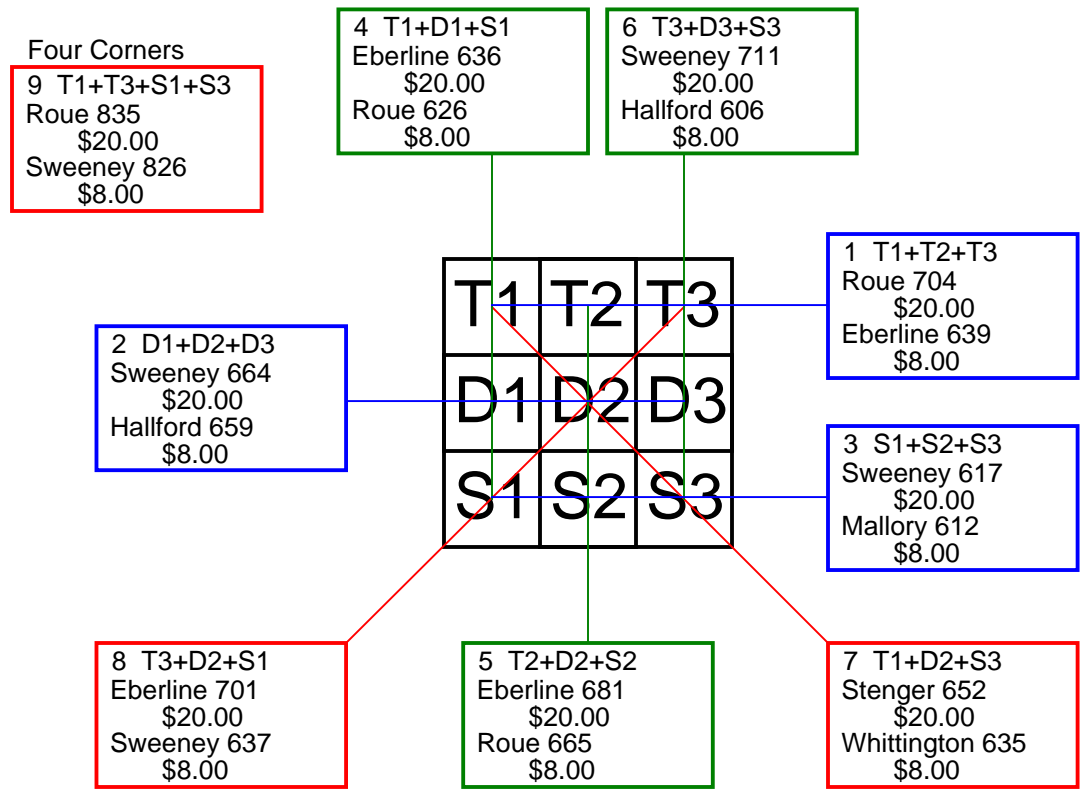 Four Corners
9 T1+T3+S1+S3
Roue 835
$20.00
Sweeney 826
$8.00
4 T1+D1+S1
Eberline 636
$20.00
Roue 626
$8.00
6 T3+D3+S3
Sweeney 711
$20.00
Hallford 606
$8.00
1 T1+T2+T3
Roue 704
$20.00
Eberline 639
$8.00
2 D1+D2+D3
Sweeney 664
$20.00
Hallford 659
$8.00
T1 T2 T3
D1 D2 D3
S1 S2 S3
3 S1+S2+S3
Sweeney 617
$20.00
Mallory 612
$8.00
8 T3+D2+S1
Eberline 701
$20.00
Sweeney 637
$8.00
5 T2+D2+S2
Eberline 681
$20.00
Roue 665
$8.00
7 T1+D2+S3
Stenger 652
$20.00
Whittington 635
$8.00